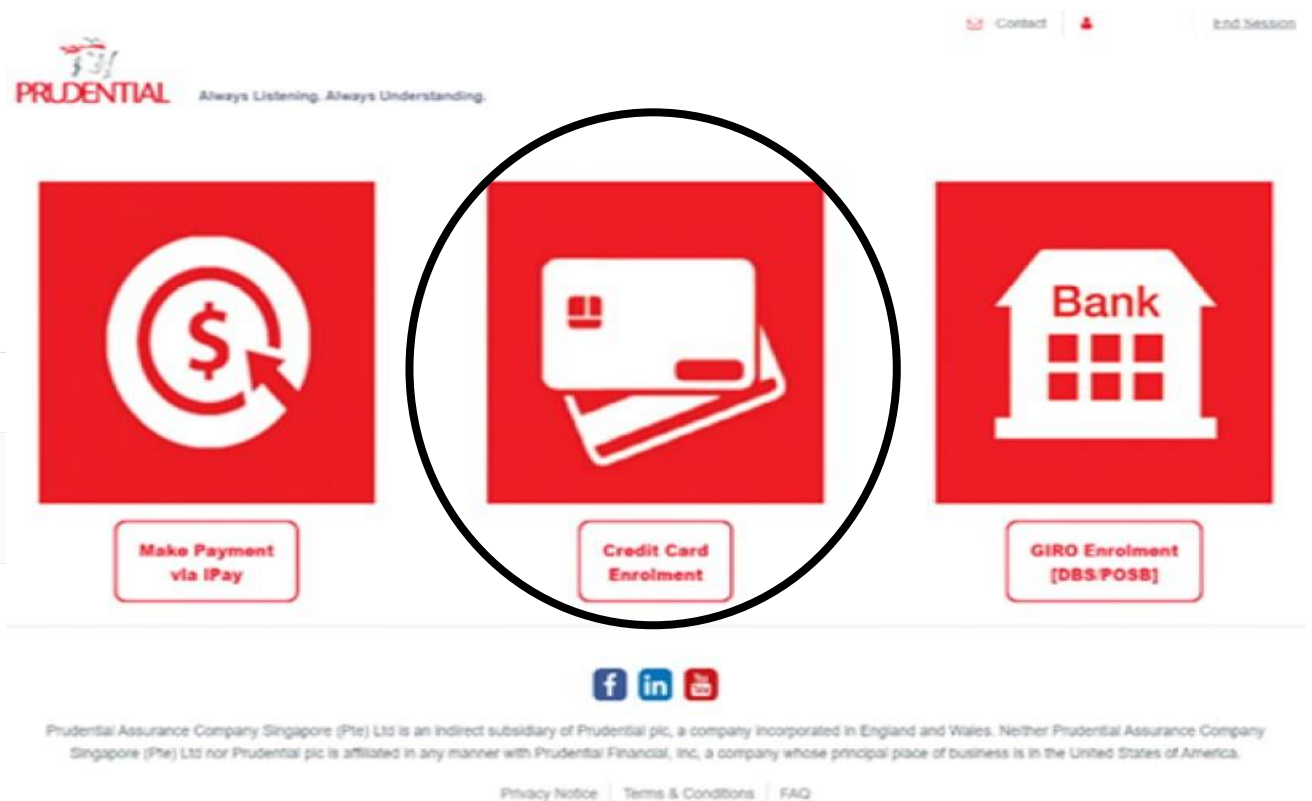 Contact
End Session
PRUDENTIAL
Always Listening. Always Understanding.
$
Bank
Make Payment
via IPay
Credit Card
Enrolment
GIRO Enrolment
[DBS/POSB]
f
in
You
Prudential Assurance Company Singapore (Pte) Ltd is an indirect subsidiary of Prudential plc, a company incorporated in England and Wales. Neither Prudential Assurance Company
Singapore (Pte) Ltd nor Prudential plc is affiliated in any manner with Prudential Financial, Inc, a company whose principal place of business is in the United States of America.
Privacy Notice
Terms & Conditions
FAQ